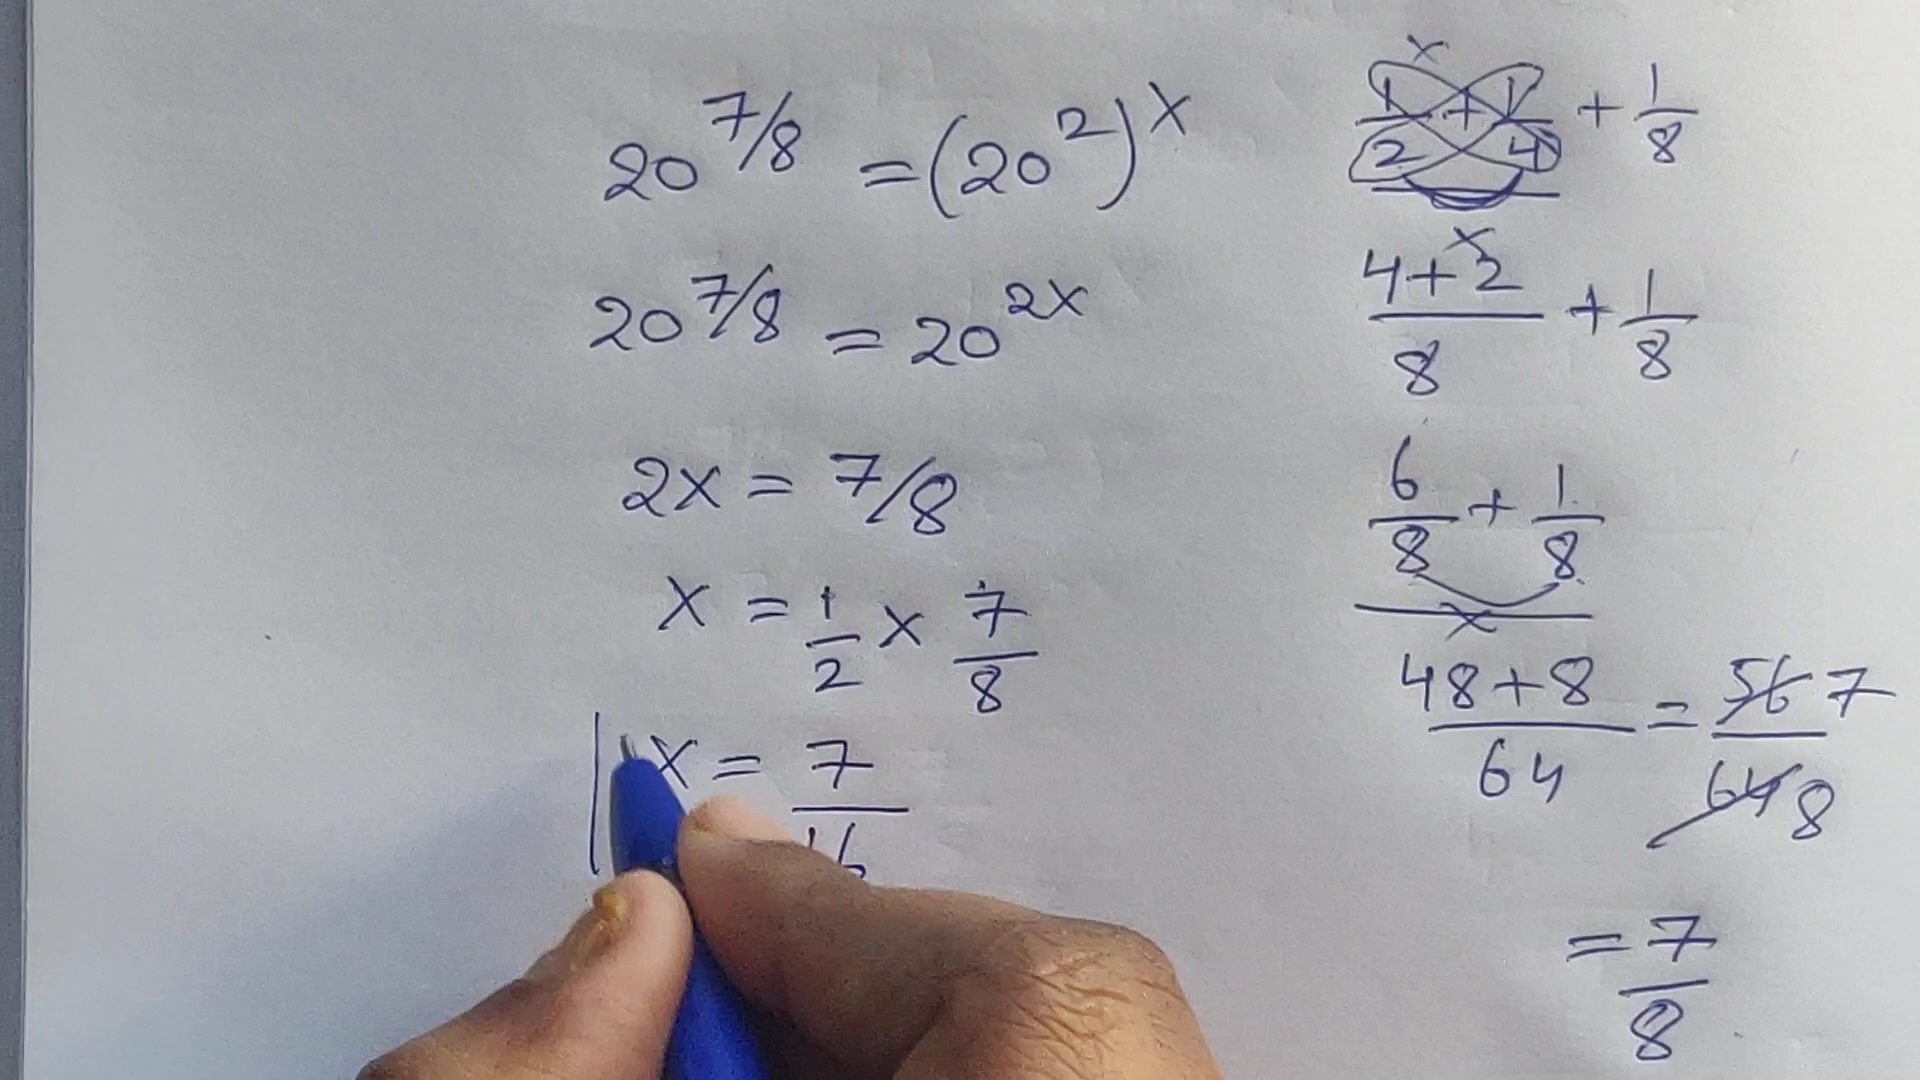 20^7/8 = (20^2)^x
20^7/8 = 20^2x
2x = 7/8
x = 1/2 x 7/8
x = 7/16
x
1/2 + 1/4 + 1/8
x
4+2/8 + 1/8
6/8 + 1/8
x
48+8/64 = 56 7/64 8
= 7/8